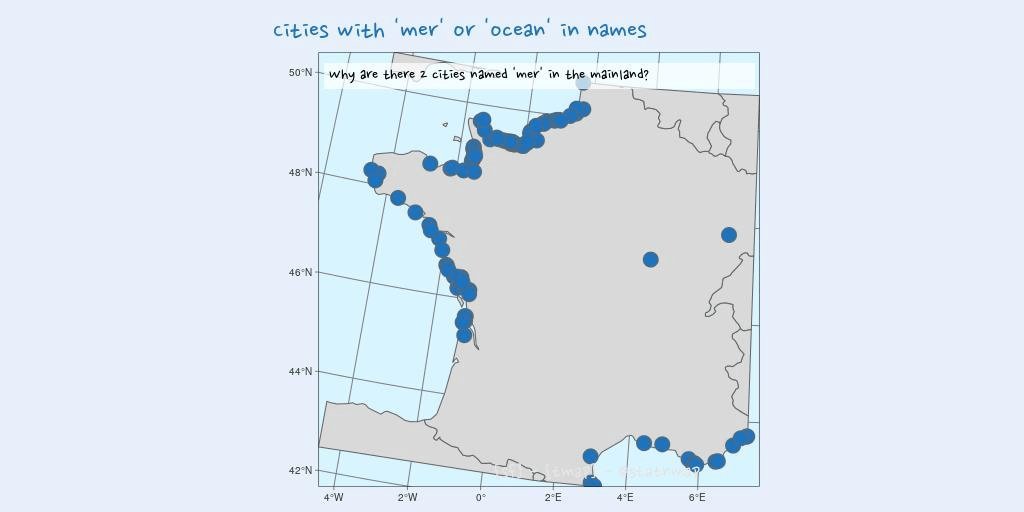 cities with 'mer' or 'ocean' in names
Why are there 2 cities named 'mer' in the mainland?
50°N
48°N
46°N
44°N
42°N
4°W
2°W
0°
2°E
4°E
6°E